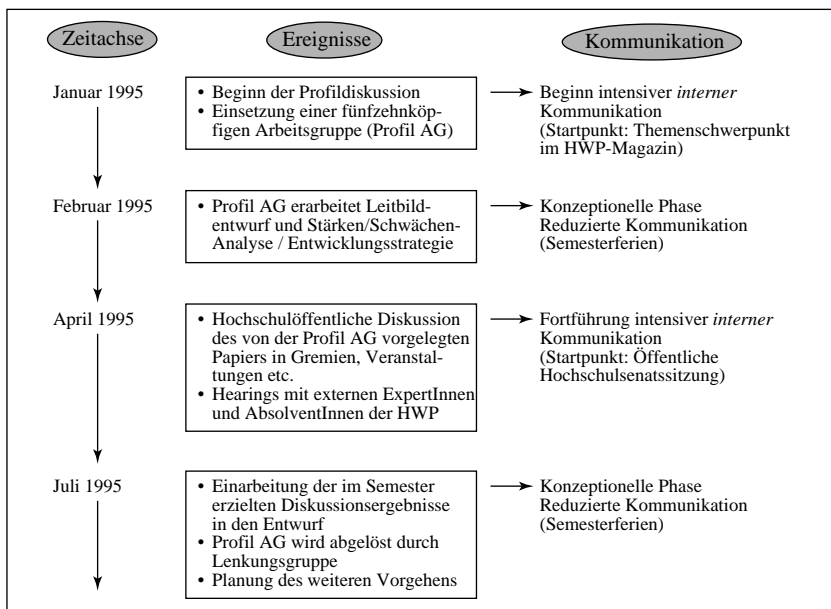 Zeitachse
Ereignisse
Kommunikation
Januar 1995
• Beginn der Profildiskussion
• Einsetzung einer fünfzehnköp-
figen Arbeitsgruppe (Profil AG)
Beginn intensiver interner
Kommunikation
(Startpunkt: Themenschwerpunkt
im HWP-Magazin)
Februar 1995
• Profil AG erarbeitet Leitbild-
entwurf und Stärken/Schwächen-
Analyse / Entwicklungsstrategie
Konzeptionelle Phase
Reduzierte Kommunikation
(Semesterferien)
April 1995
• Hochschulöffentliche Diskussion
des von der Profil AG vorgelegten
Papiers in Gremien, Veranstal-
tungen etc.
• Hearings mit externen ExpertInnen
und AbsolventInnen der HWP
Fortführung intensiver interner
Kommunikation
(Startpunkt: Öffentliche
Hochschulsenatssitzung)
Juli 1995
• Einarbeitung der im Semester
erzielten Diskussionsergebnisse
in den Entwurf
• Profil AG wird abgelöst durch
Lenkungsgruppe
• Planung des weiteren Vorgehens
Konzeptionelle Phase
Reduzierte Kommunikation
(Semesterferien)